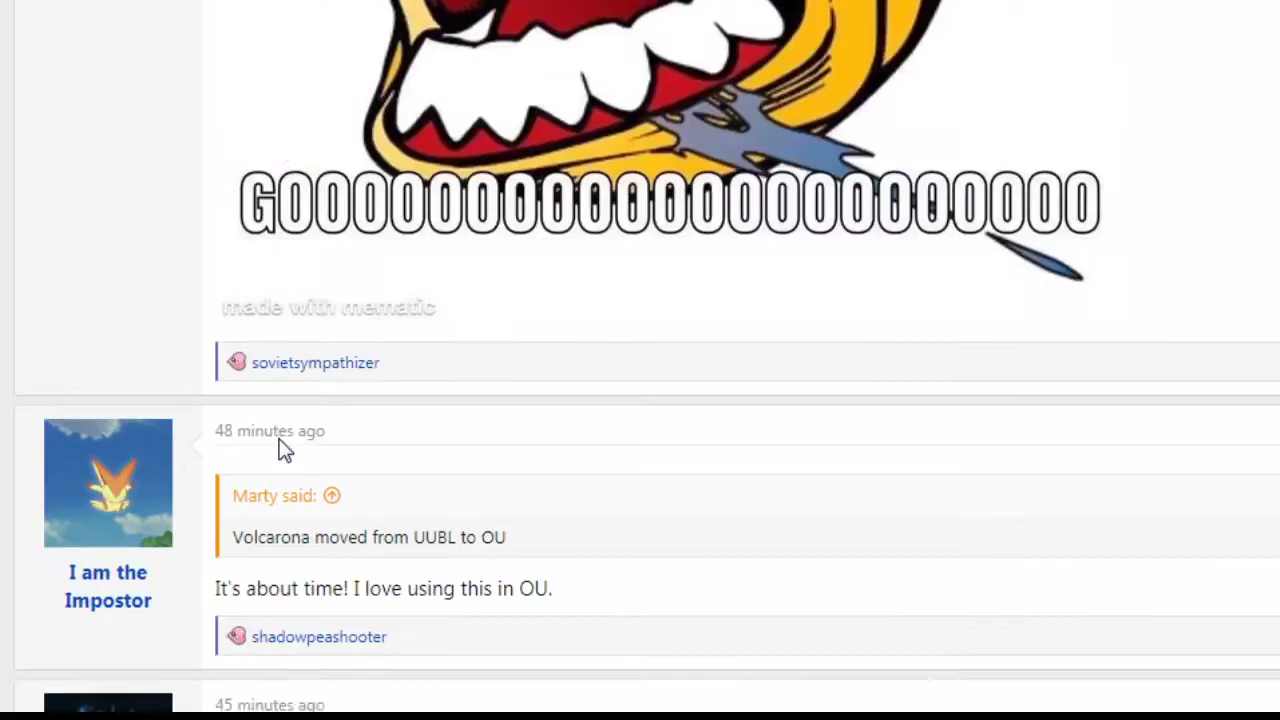 GOOOOOOOOOOOOOOOOOOOOOO
made with mematic
sovietsympathizer
48 minutes ago
Marty said:
Volcarona moved from UUBL to OU
I am the
Impostor
It's about time! I love using this in OU.
shadowpeashooter
45 minutes ago